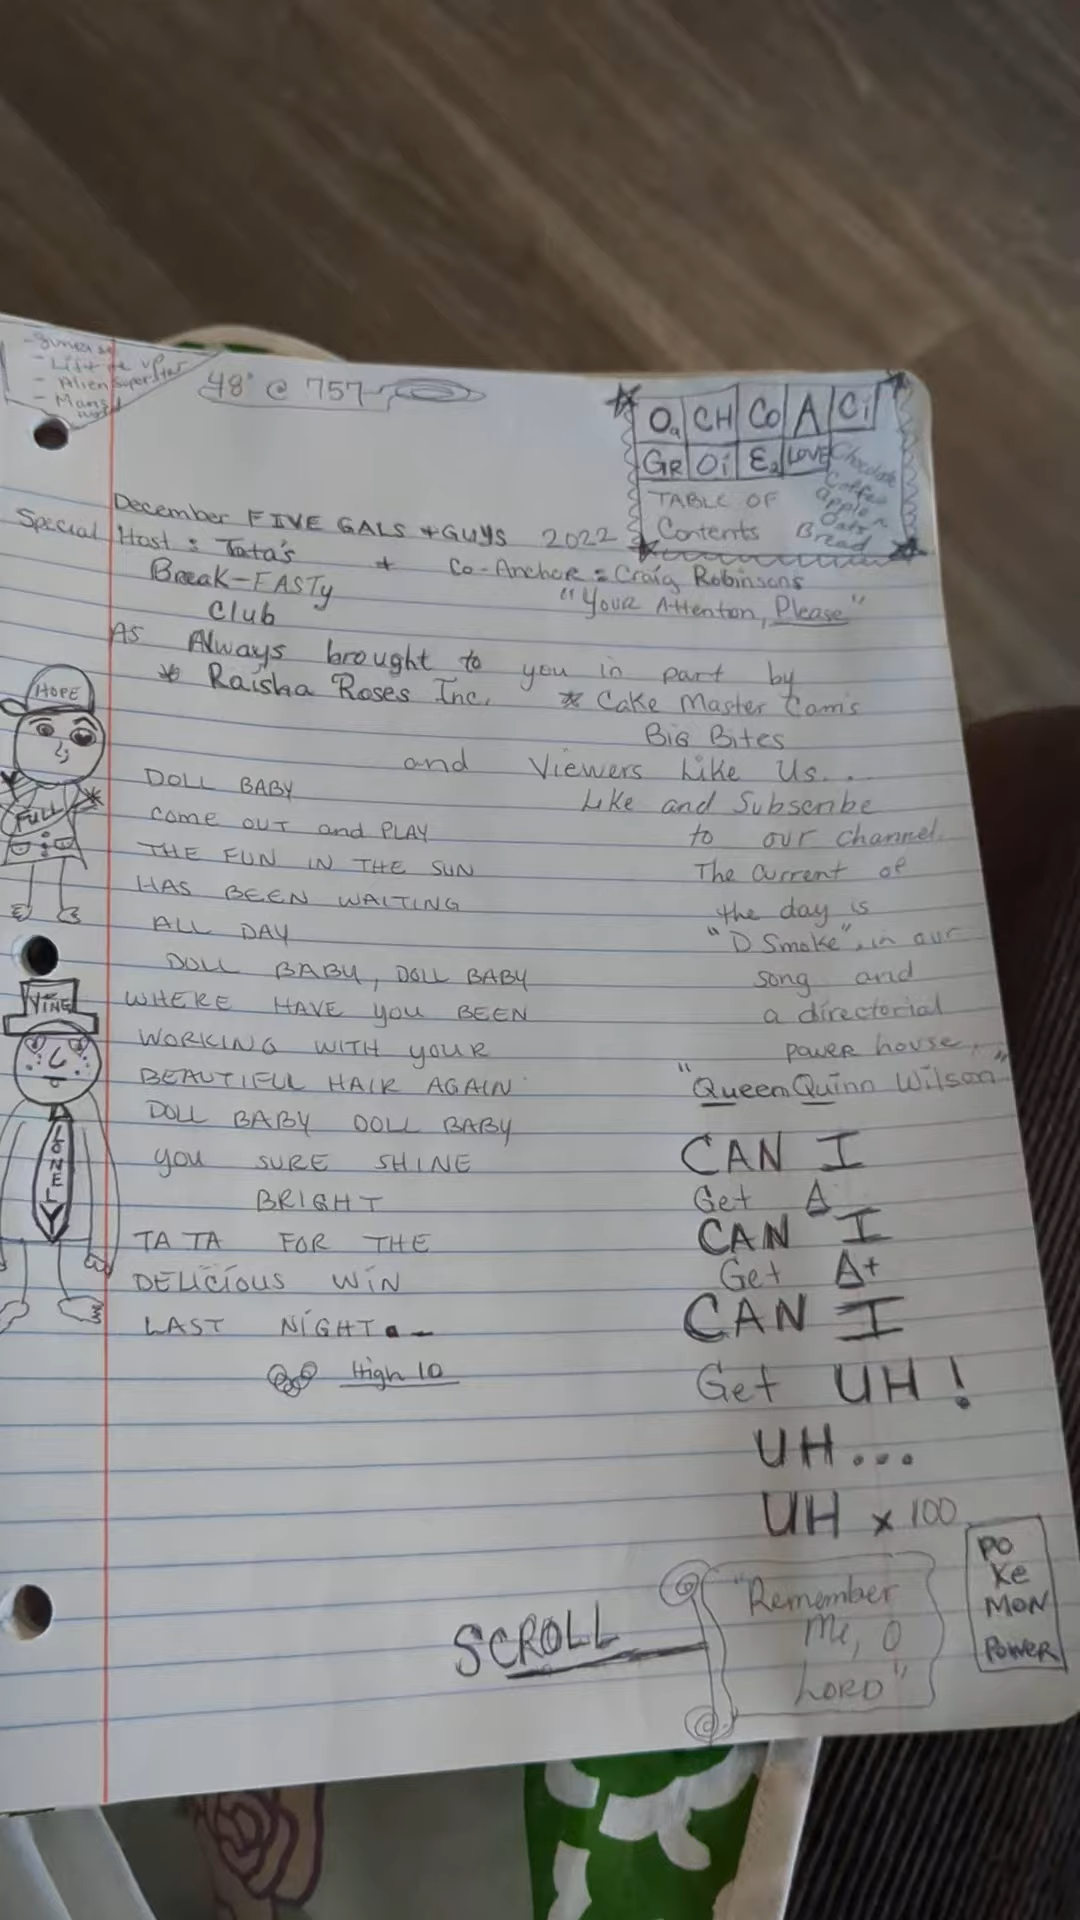 - Alien Superstar
48° @ 757
Oa CH Co A Ci
GR Oi Ea LOVE
TABLE OF
Contents
Chocolate
Coffee
apple
Oats
Bread
December FIVE GALS + GUYS 2022
Special Host : Tata's + Co-Anchor : Craig Robinson's
Break-FASTy "Your Attention, Please"
Club
As Always brought to you in part by
* Raisha Roses Inc. * Cake Master Cam's
Big Bites
and Viewers Like Us...
Like and Subscribe
to our channel.
The current of
the day is
"D Smoke", in our
song and
a directorial
power house,
"Queen Quinn Wilson"
HOPE
FULL
DOLL BABY
COME OUT and PLAY
THE FUN IN THE SUN
HAS BEEN WAITING
ALL DAY
DOLL BABY, DOLL BABY
WHERE HAVE you BEEN
WORKING WITH yOUR
BEAUTIFUL HAIR AGAIN
DOLL BABY DOLL BABY
you SURE SHINE
BRIGHT
TA TA FOR THE
DELICIOUS WIN
LAST NIGHT.-
High 10
VINE
LONELY
CAN I
Get A
CAN I
Get A+
CAN I
Get UH!
UH...
UH x 100
SCROLL
"Remember
Me, O
LORD"
PO
Ke
MON
POWER